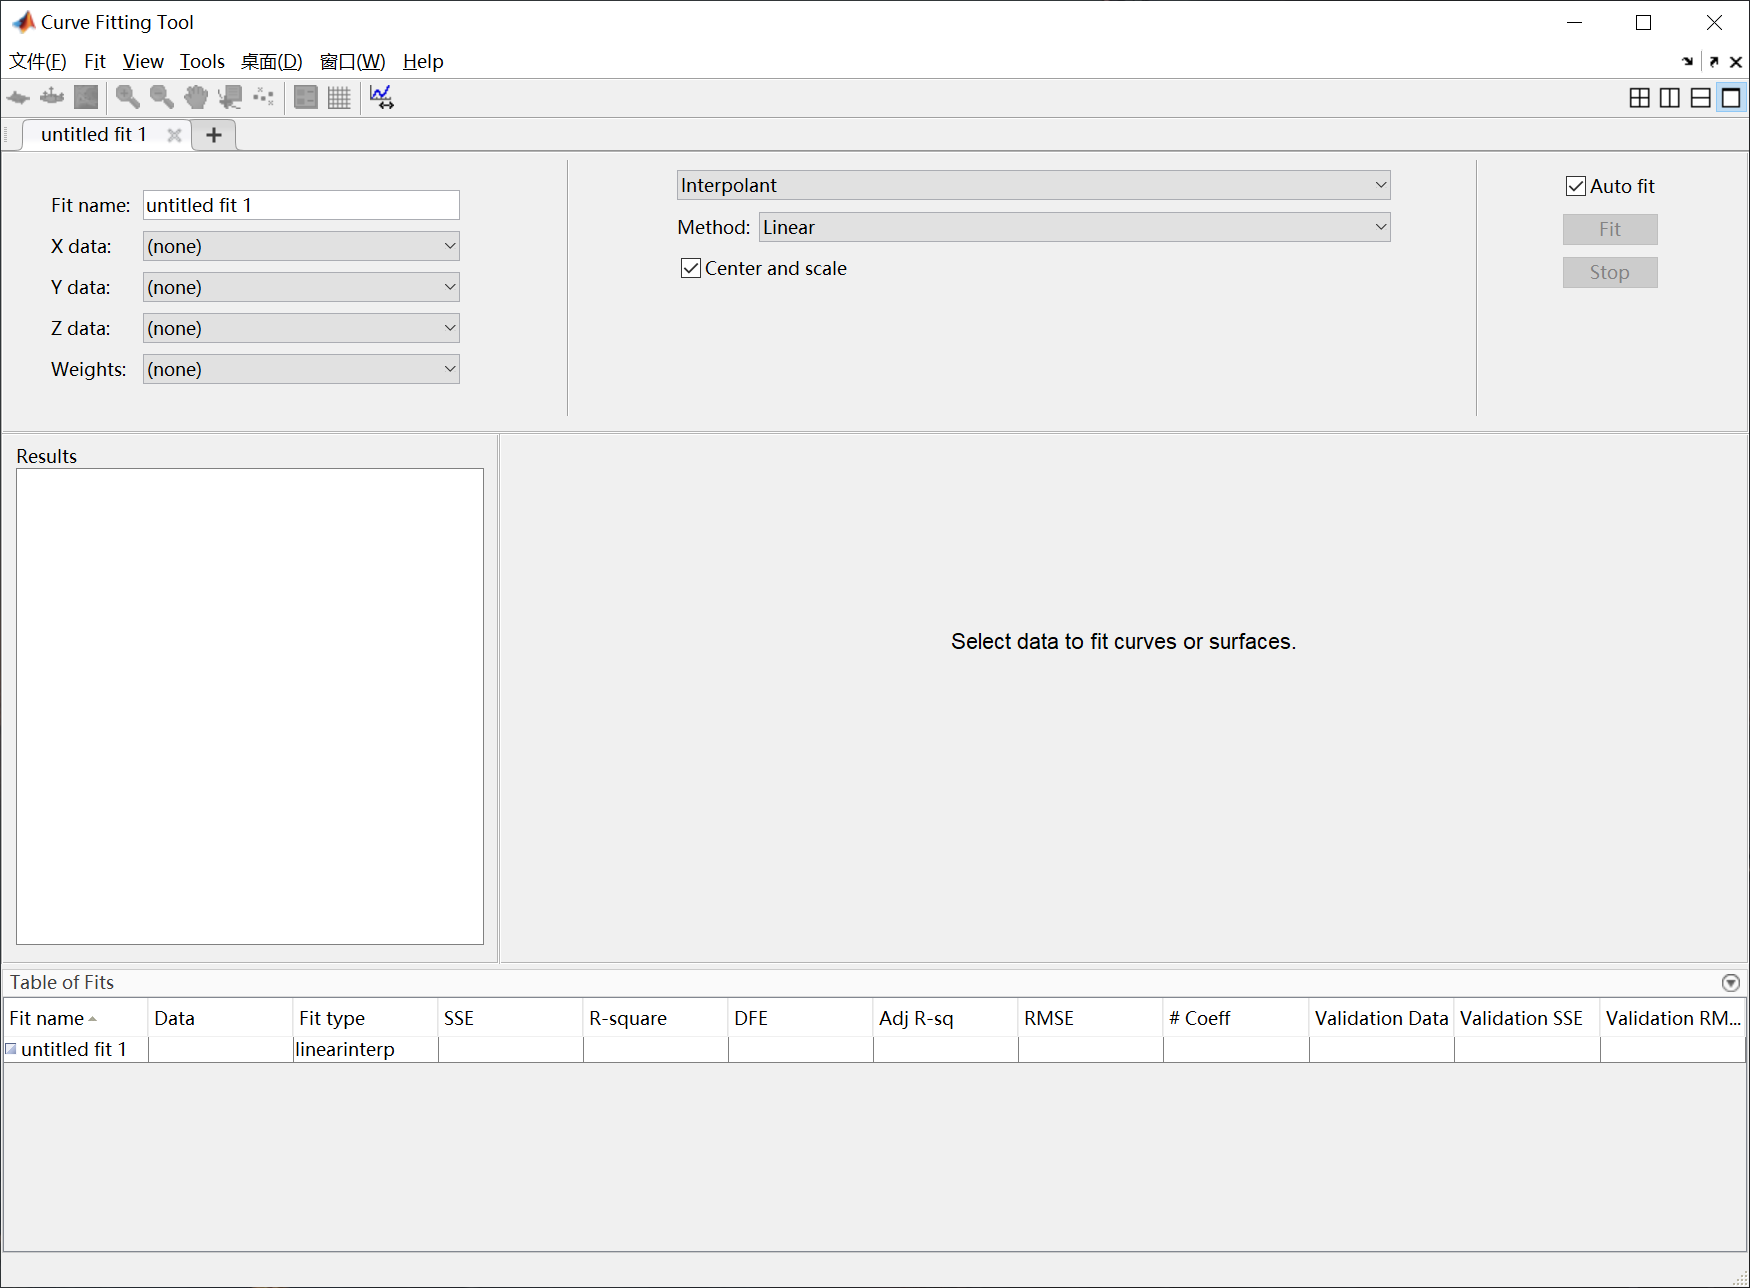 Curve Fitting Tool
文件(F) Fit View Tools 桌面(D) 窗口(W) Help
untitled fit 1
Fit name: untitled fit 1
X data: (none)
Y data: (none)
Z data: (none)
Weights: (none)
Interpolant
Method: Linear
Center and scale
Auto fit
Fit
Stop
Results
Select data to fit curves or surfaces.
Table of Fits
Fit name Data Fit type SSE R-square DFE Adj R-sq RMSE # Coeff Validation Data Validation SSE Validation RM...
untitled fit 1 linearinterp